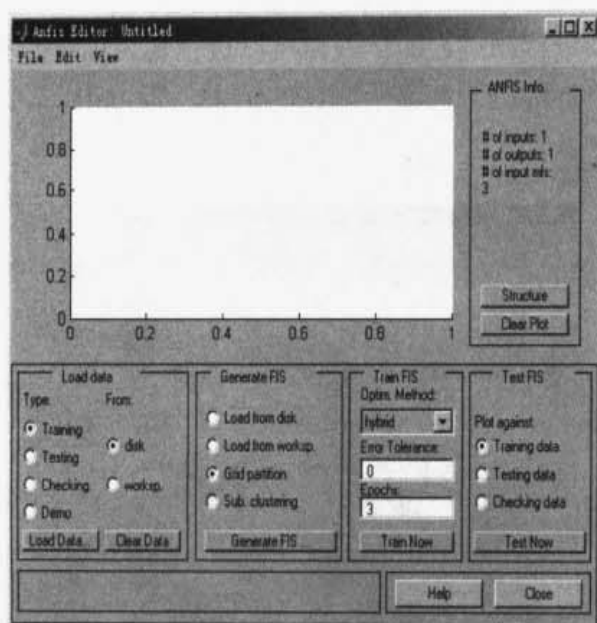 Anfis Editor: Untitled
File Edit View
1
0.8
0.6
0.4
0.2
0
0 0.2 0.4 0.6 0.8 1
ANFIS Info.
# of inputs: 1
# of outputs: 1
# of input mfs:
3
Structure
Clear Plot
Load data
Type: From:
Training
disk
Testing
Checking worksp.
Demo
Load Data... Clear Data
Generate FIS
Load from disk
Load from worksp.
Grid partition
Sub. clustering
Generate FIS ...
Train FIS
Optim. Method:
hybrid
Error Tolerance:
0
Epochs:
3
Train Now
Test FIS
Plot against:
Training data
Testing data
Checking data
Test Now
Help Close